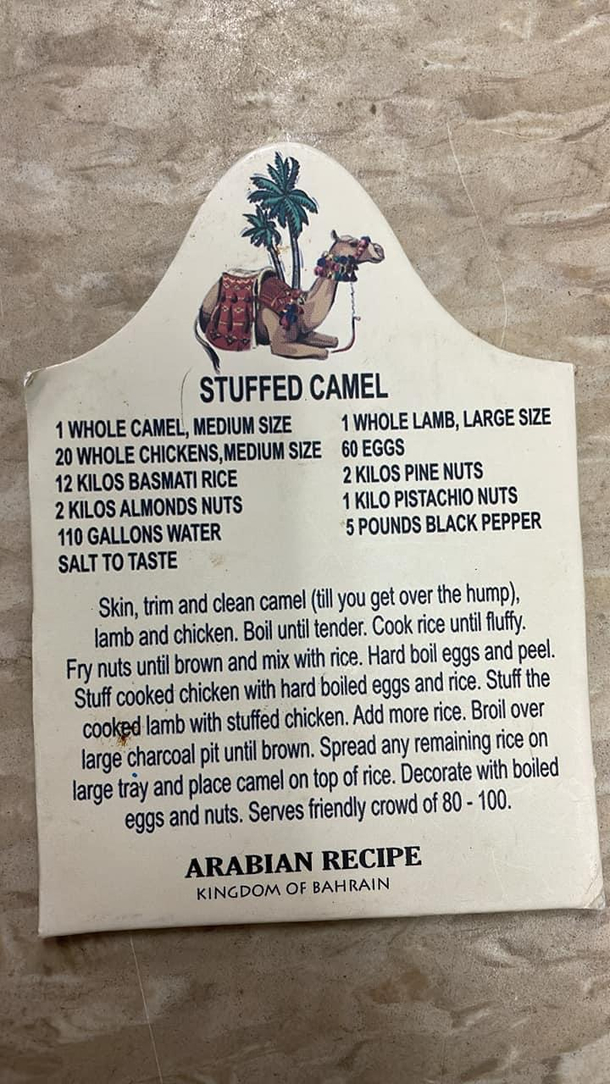 STUFFED CAMEL
1 WHOLE CAMEL, MEDIUM SIZE
20 WHOLE CHICKENS,MEDIUM SIZE
12 KILOS BASMATI RICE
2 KILOS ALMONDS NUTS
110 GALLONS WATER
SALT TO TASTE
1 WHOLE LAMB, LARGE SIZE
60 EGGS
2 KILOS PINE NUTS
1 KILO PISTACHIO NUTS
5 POUNDS BLACK PEPPER
Skin, trim and clean camel (till you get over the hump),
lamb and chicken. Boil until tender. Cook rice until fluffy.
Fry nuts until brown and mix with rice. Hard boil eggs and peel.
Stuff cooked chicken with hard boiled eggs and rice. Stuff the
cooked lamb with stuffed chicken. Add more rice. Broil over
large charcoal pit until brown. Spread any remaining rice on
large tray and place camel on top of rice. Decorate with boiled
eggs and nuts. Serves friendly crowd of 80 - 100.
ARABIAN RECIPE
KINGDOM OF BAHRAIN